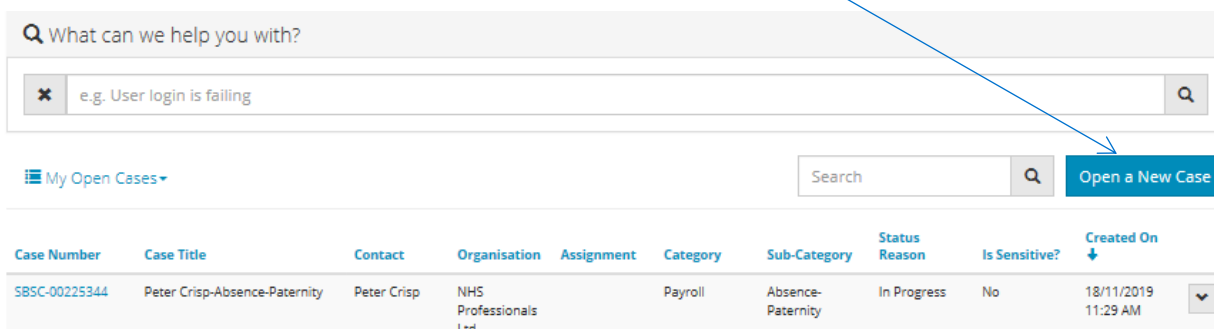 What can we help you with?
e.g. User login is failing
My Open Cases
Search
Open a New Case
Case Number Case Title Contact Organisation Assignment Category Sub-Category Status Reason Is Sensitive? Created On
SBSC-00225344 Peter Crisp-Absence-Paternity Peter Crisp NHS Professionals Ltd Payroll Absence-Paternity In Progress No 18/11/2019 11:29 AM